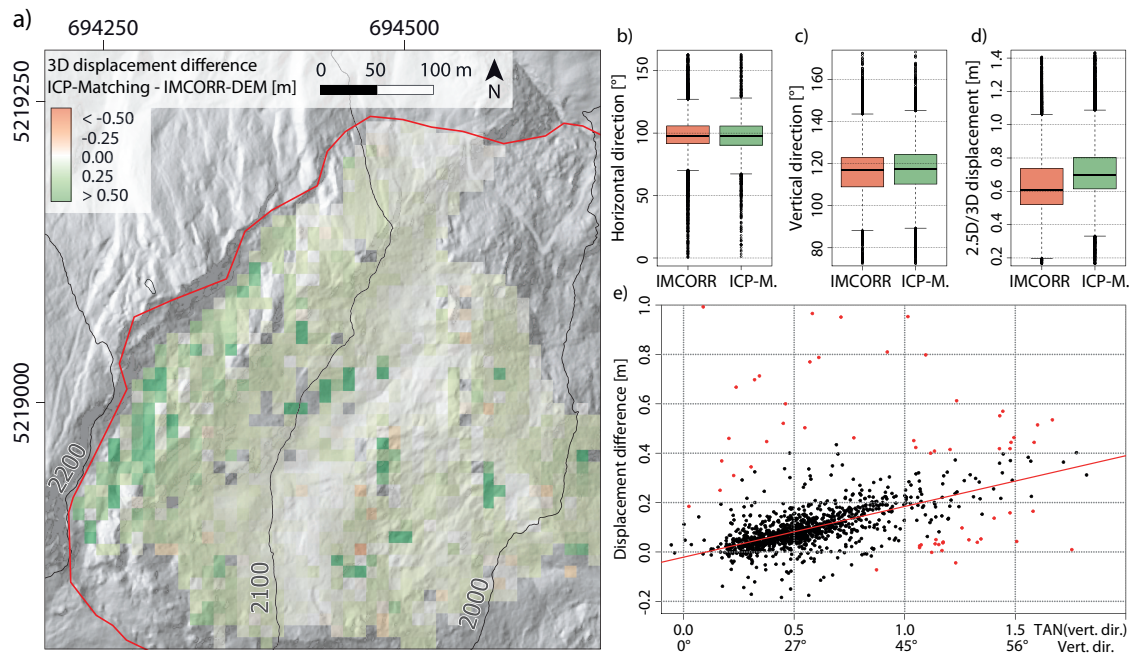 a)
694250
694500
5219250
5219000
3D displacement difference
ICP-Matching - IMCORR-DEM [m]
< -0.50
-0.25
0.00
0.25
> 0.50
0 50 100 m
N
2200
2100
2000
b)
Horizontal direction [°]
150
100
50
0
IMCORR ICP-M.
c)
Vertical direction [°]
160
140
120
100
80
IMCORR ICP-M.
d)
2.5D/3D displacement [m]
1.4
1.2
1.0
0.8
0.6
0.4
0.2
IMCORR ICP-M.
e)
Displacement difference [m]
1.0
0.8
0.6
0.4
0.2
0.0
-0.2
0.0 0.5 1.0 1.5 TAN(vert. dir.)
0° 27° 45° 56° Vert. dir.